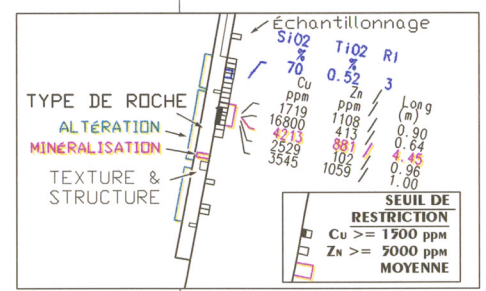 Échantillonnage
SiO2 TiO2 RI
% %
70 0.52 3
Cu Zn Long
ppm ppm (m)
1719 1108 / 0.90
16800 413 / 0.64
4213 881 / 4.45
2529 102 / 0.96
3545 1059 / 1.00
TYPE DE ROCHE
ALTÉRATION
MINÉRALISATION
TEXTURE &
STRUCTURE
SEUIL DE
RESTRICTION
Cu >= 1500 ppm
Zn >= 5000 ppm
MOYENNE